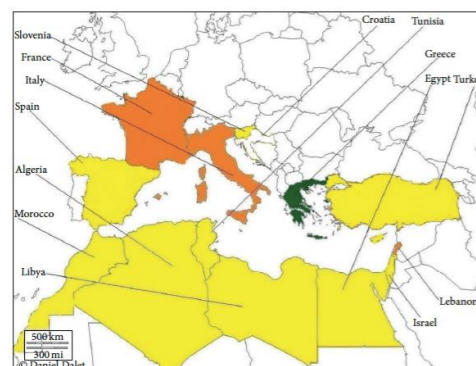 Slovenia
France
Italy
Spain
Algeria
Morocco
Libya
Croatia
Tunisia
Greece
Egypt
Turke
Lebanon
Israel
500 km
300 mi
© Daniel Dalet